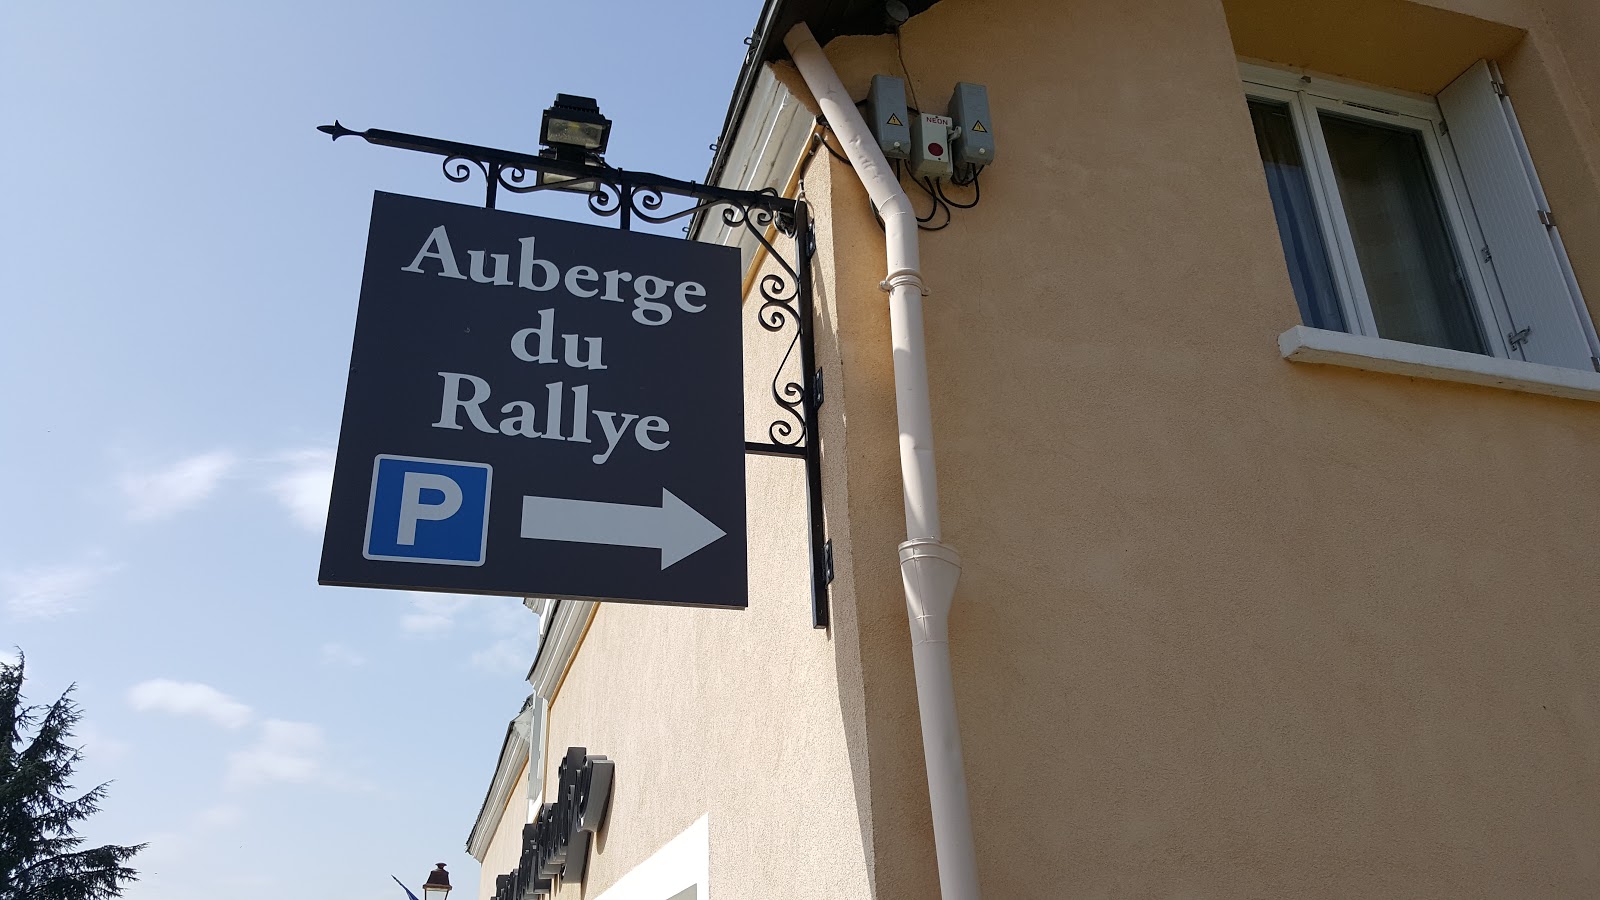 Auberge
du
Rallye
P
NEON